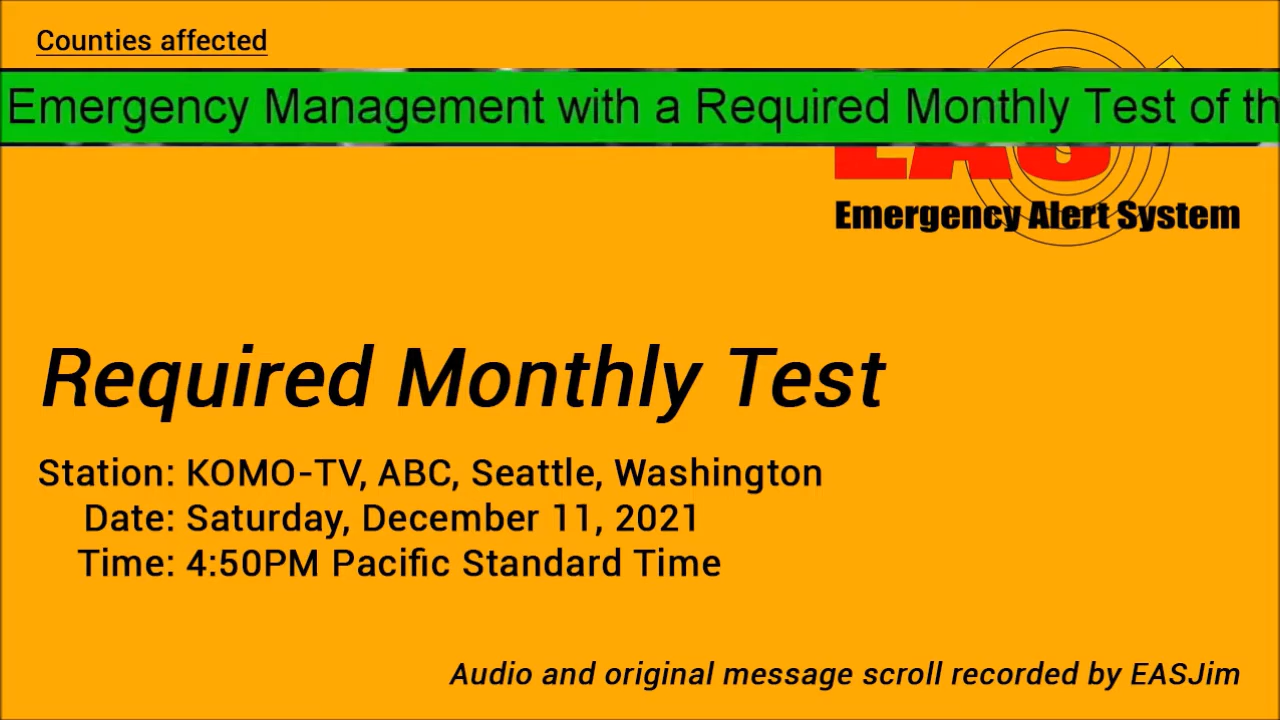 Counties affected
Emergency Management with a Required Monthly Test of th
EAS
Emergency Alert System
Required Monthly Test
Station: KOMO-TV, ABC, Seattle, Washington
Date: Saturday, December 11, 2021
Time: 4:50PM Pacific Standard Time
Audio and original message scroll recorded by EASJim